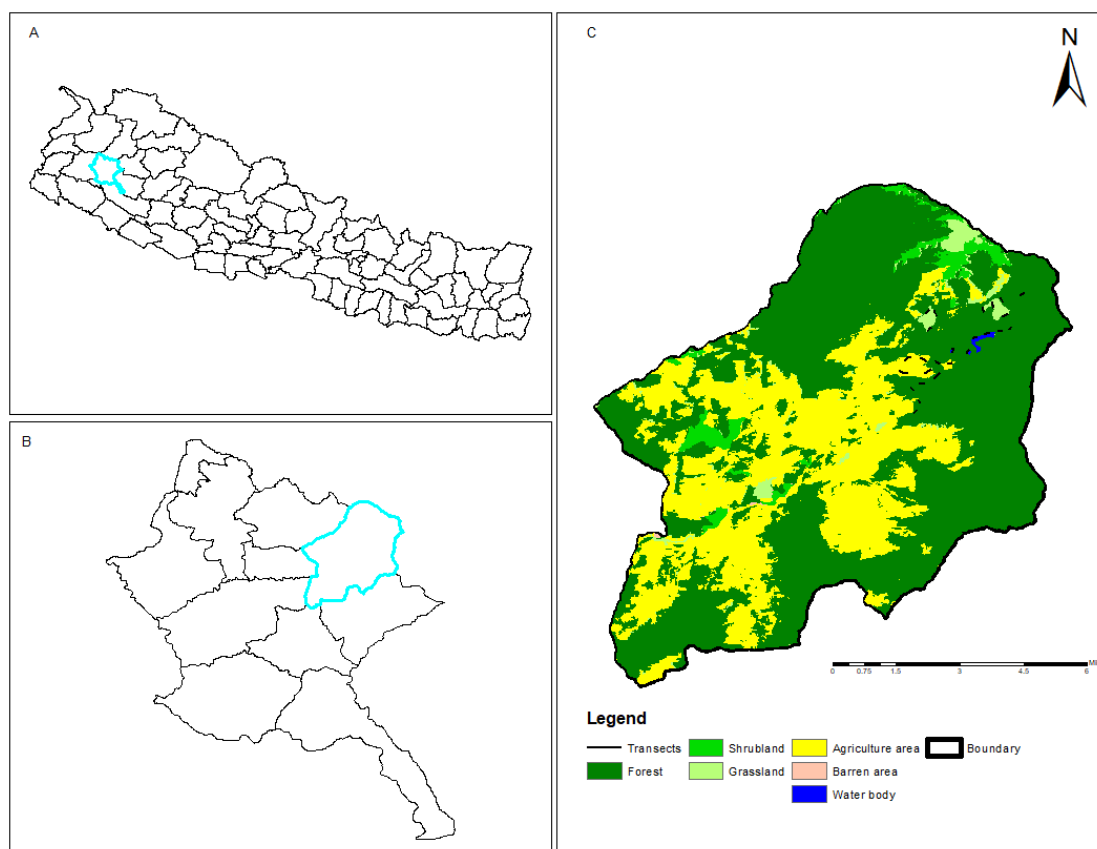 A
B
C
N
0 0.75 1.5 3 4.5 6
Legend
Transects Shrubland Agriculture area Boundary
Forest Grassland Barren area
Water body